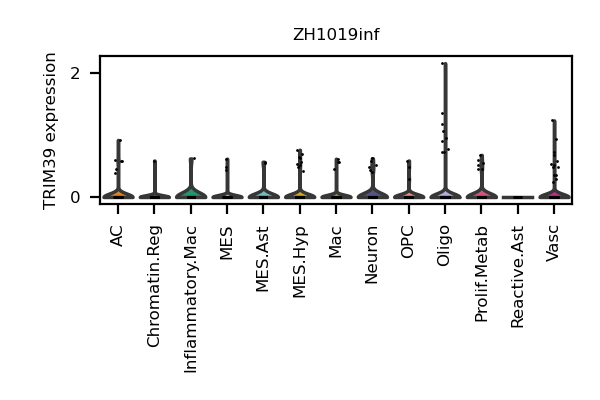 ZH1019inf
TRIM39 expression
2
0
AC
Chromatin.Reg
Inflammatory.Mac
MES
MES.Ast
MES.Hyp
Mac
Neuron
OPC
Oligo
Prolif.Metab
Reactive.Ast
Vasc